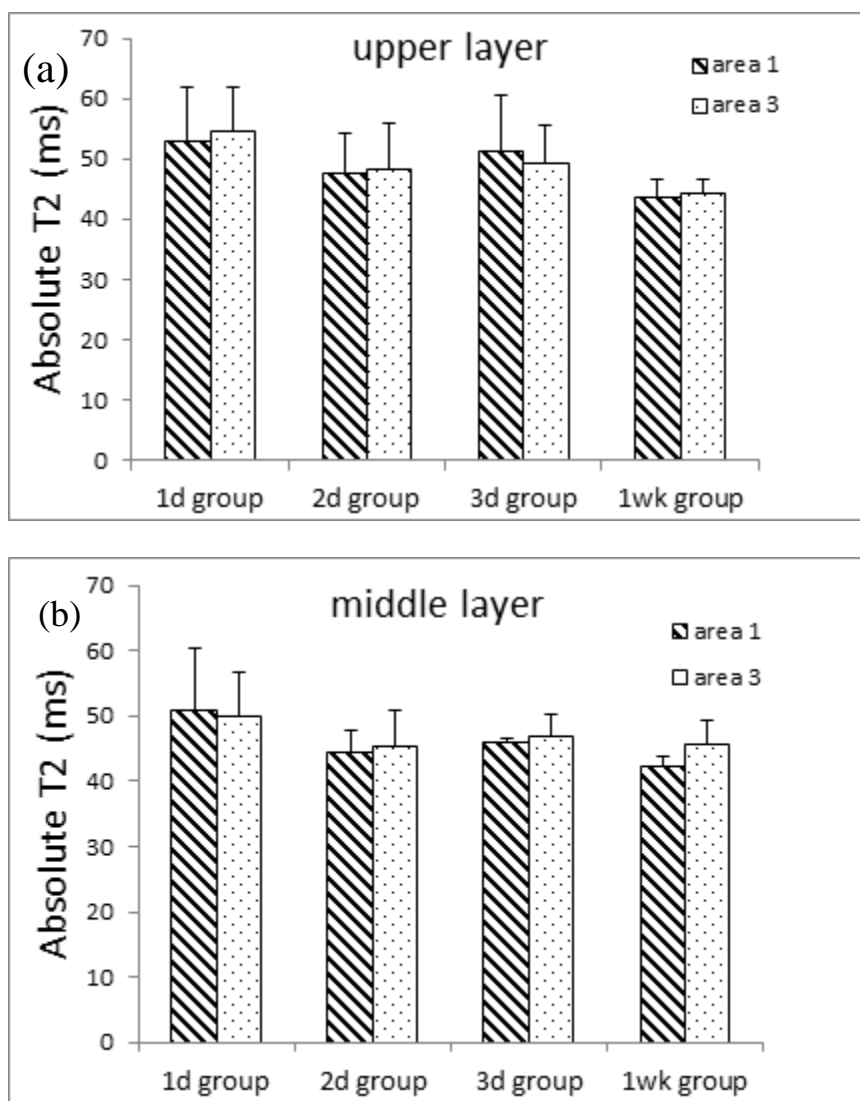 (a)
upper layer
area 1
area 3
Absolute T2 (ms)
70
60
50
40
30
20
10
0
1d group 2d group 3d group 1wk group
(b)
middle layer
area 1
area 3
Absolute T2 (ms)
70
60
50
40
30
20
10
0
1d group 2d group 3d group 1wk group